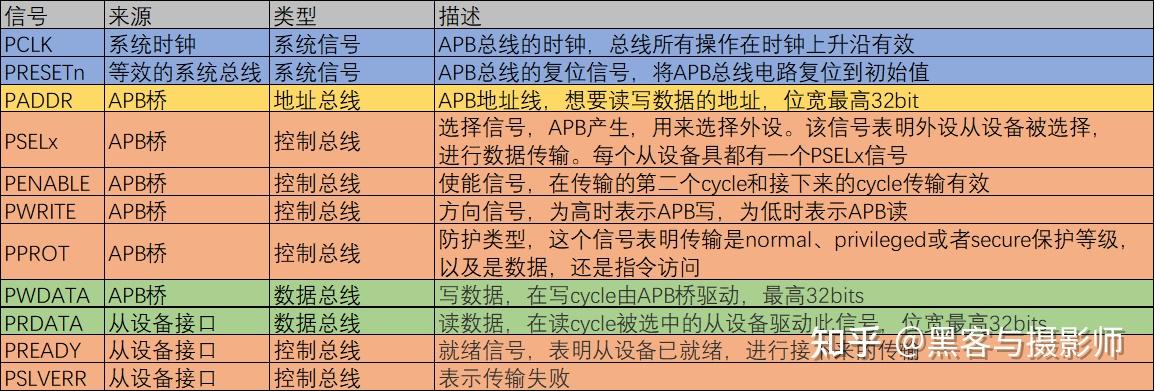 信号 来源 类型 描述
PCLK 系统时钟 系统信号 APB总线的时钟，总线所有操作在时钟上升沿有效
PRESETn 等效的系统总线 系统信号 APB总线的复位信号，将APB总线电路复位到初始值
PADDR APB桥 地址总线 APB地址线，想要读写数据的地址，位宽最高32bit
PSELx APB桥 控制总线 选择信号，APB产生，用来选择外设。该信号表明外设从设备被选择，
进行数据传输。每个从设备具都有一个PSELx信号
PENABLE APB桥 控制总线 使能信号，在传输的第二个cycle和接下来的cycle传输有效
PWRITE APB桥 控制总线 方向信号，为高时表示APB写，为低时表示APB读
PPROT APB桥 控制总线 防护类型，这个信号表明传输是normal、privileged或者secure保护等级，
以及是数据，还是指令访问
PWDATA APB桥 数据总线 写数据，在写cycle由APB桥驱动，最高32bits
PRDATA 从设备接口 数据总线 读数据，在读cycle被选中的从设备驱动此信号，位宽最高32bits
PREADY 从设备接口 控制总线 就绪信号，表明从设备已就绪，进行接下来的传输
PSLVERR 从设备接口 控制总线 表示传输失败
知乎 @黑客与摄影师